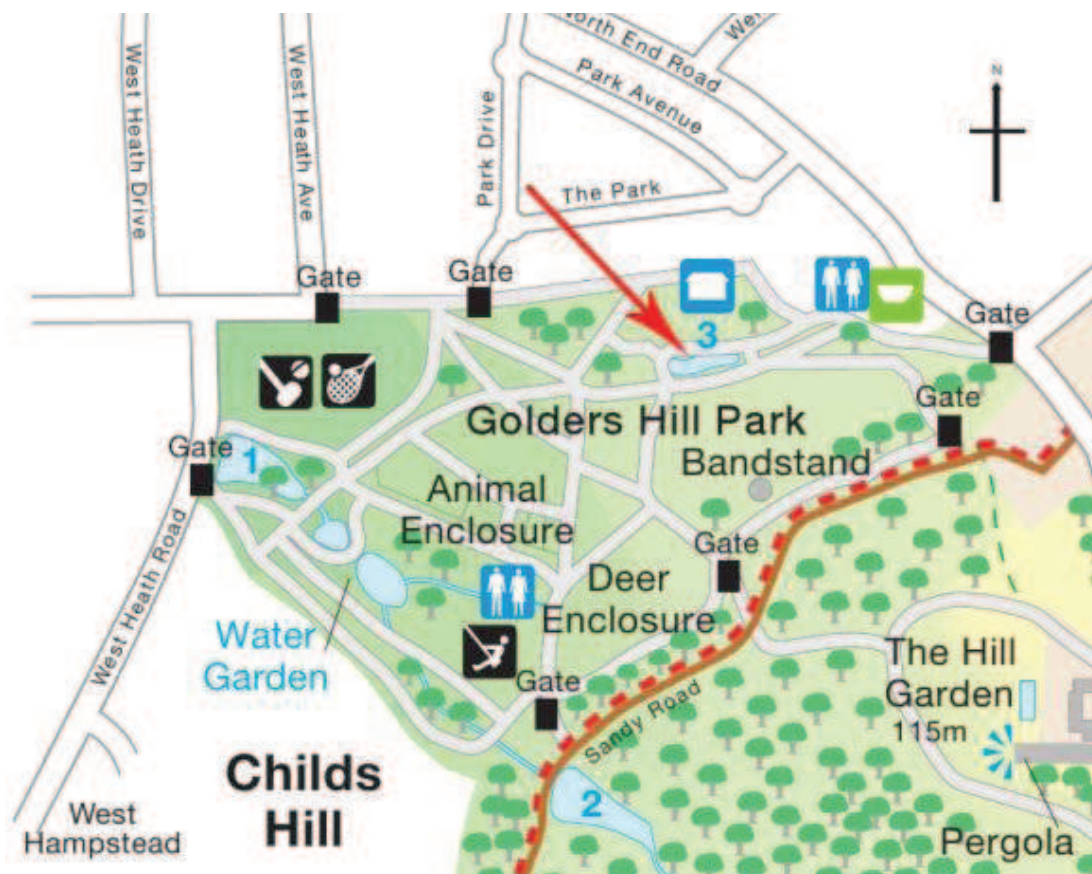 North End Road
Park Avenue
West Heath Drive
West Heath Ave
Park Drive
The Park
N
Gate
Gate
Gate
3
Golders Hill Park
Gate
Bandstand
Gate
1
Animal
Enclosure
Gate
Deer
Enclosure
Water
Garden
West Heath Road
Gate
Sandy Road
The Hill
Garden
115m
Childs
Hill
2
West
Hampstead
Pergola